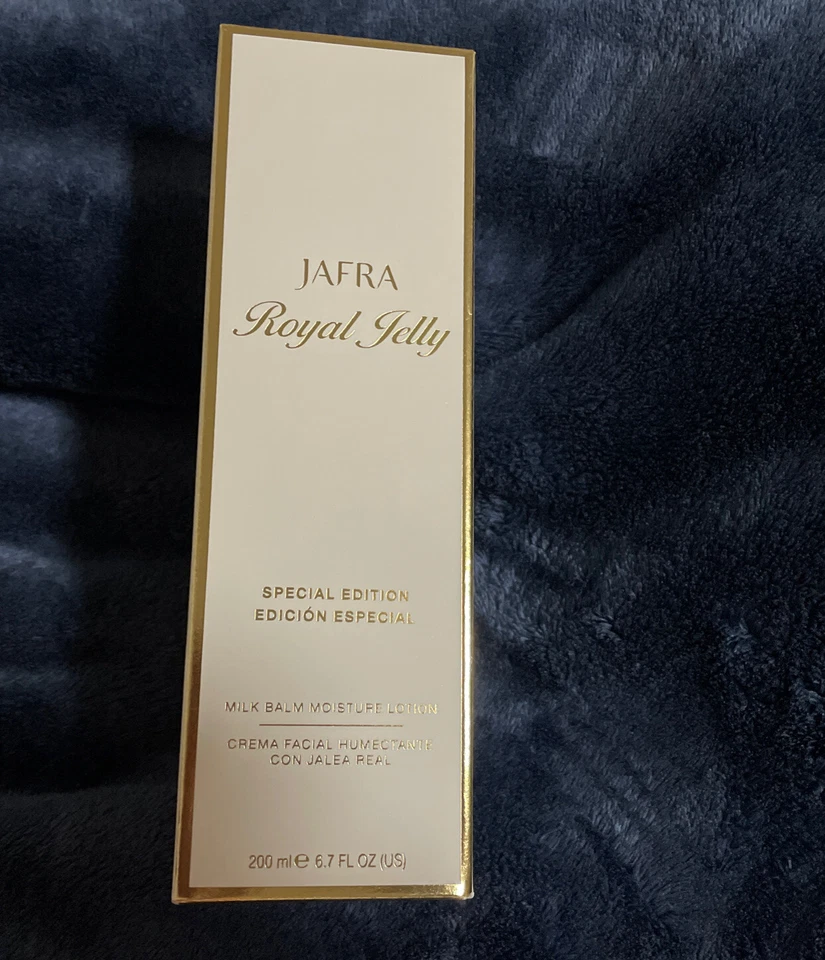 JAFRA
Royal Jelly
SPECIAL EDITION
EDICIÓN ESPECIAL
MILK BALM MOISTURE LOTION
CREMA FACIAL HUMECTANTE
CON JALEA REAL
200 ml ℮ 6.7 FL OZ (US)